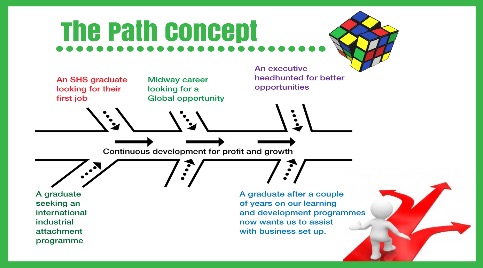 The Path Concept
An SHS graduate
looking for their
first job
Midway career
looking for a
Global opportunity
An executive
headhunted for better
opportunities
Continuous development for profit and growth
A graduate
seeking an
international
industrial
attachment
programme
A graduate after a couple
of years on our learning
and development programmes
now wants us to assist
with business set up.